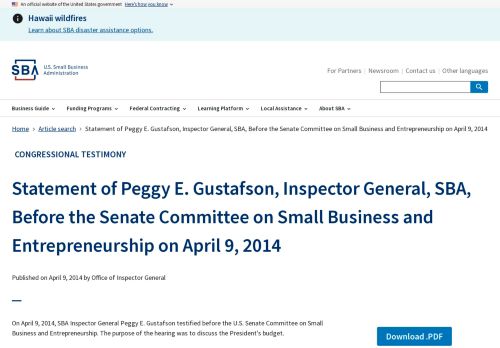 An official website of the United States government Here's how you know
Hawaii wildfires
Learn about SBA disaster assistance options.
SBA U.S. Small Business
Administration
For Partners Newsroom Contact us Other languages
Business Guide Funding Programs Federal Contracting Learning Platform Local Assistance About SBA
Home Article search Statement of Peggy E. Gustafson, Inspector General, SBA, Before the Senate Committee on Small Business and Entrepreneurship on April 9, 2014
CONGRESSIONAL TESTIMONY
Statement of Peggy E. Gustafson, Inspector General, SBA,
Before the Senate Committee on Small Business and
Entrepreneurship on April 9, 2014
Published on April 9, 2014 by Office of Inspector General
On April 9, 2014, SBA Inspector General Peggy E. Gustafson testified before the U.S. Senate Committee on Small
Business and Entrepreneurship. The purpose of the hearing was to discuss the President's budget.
Download .PDF